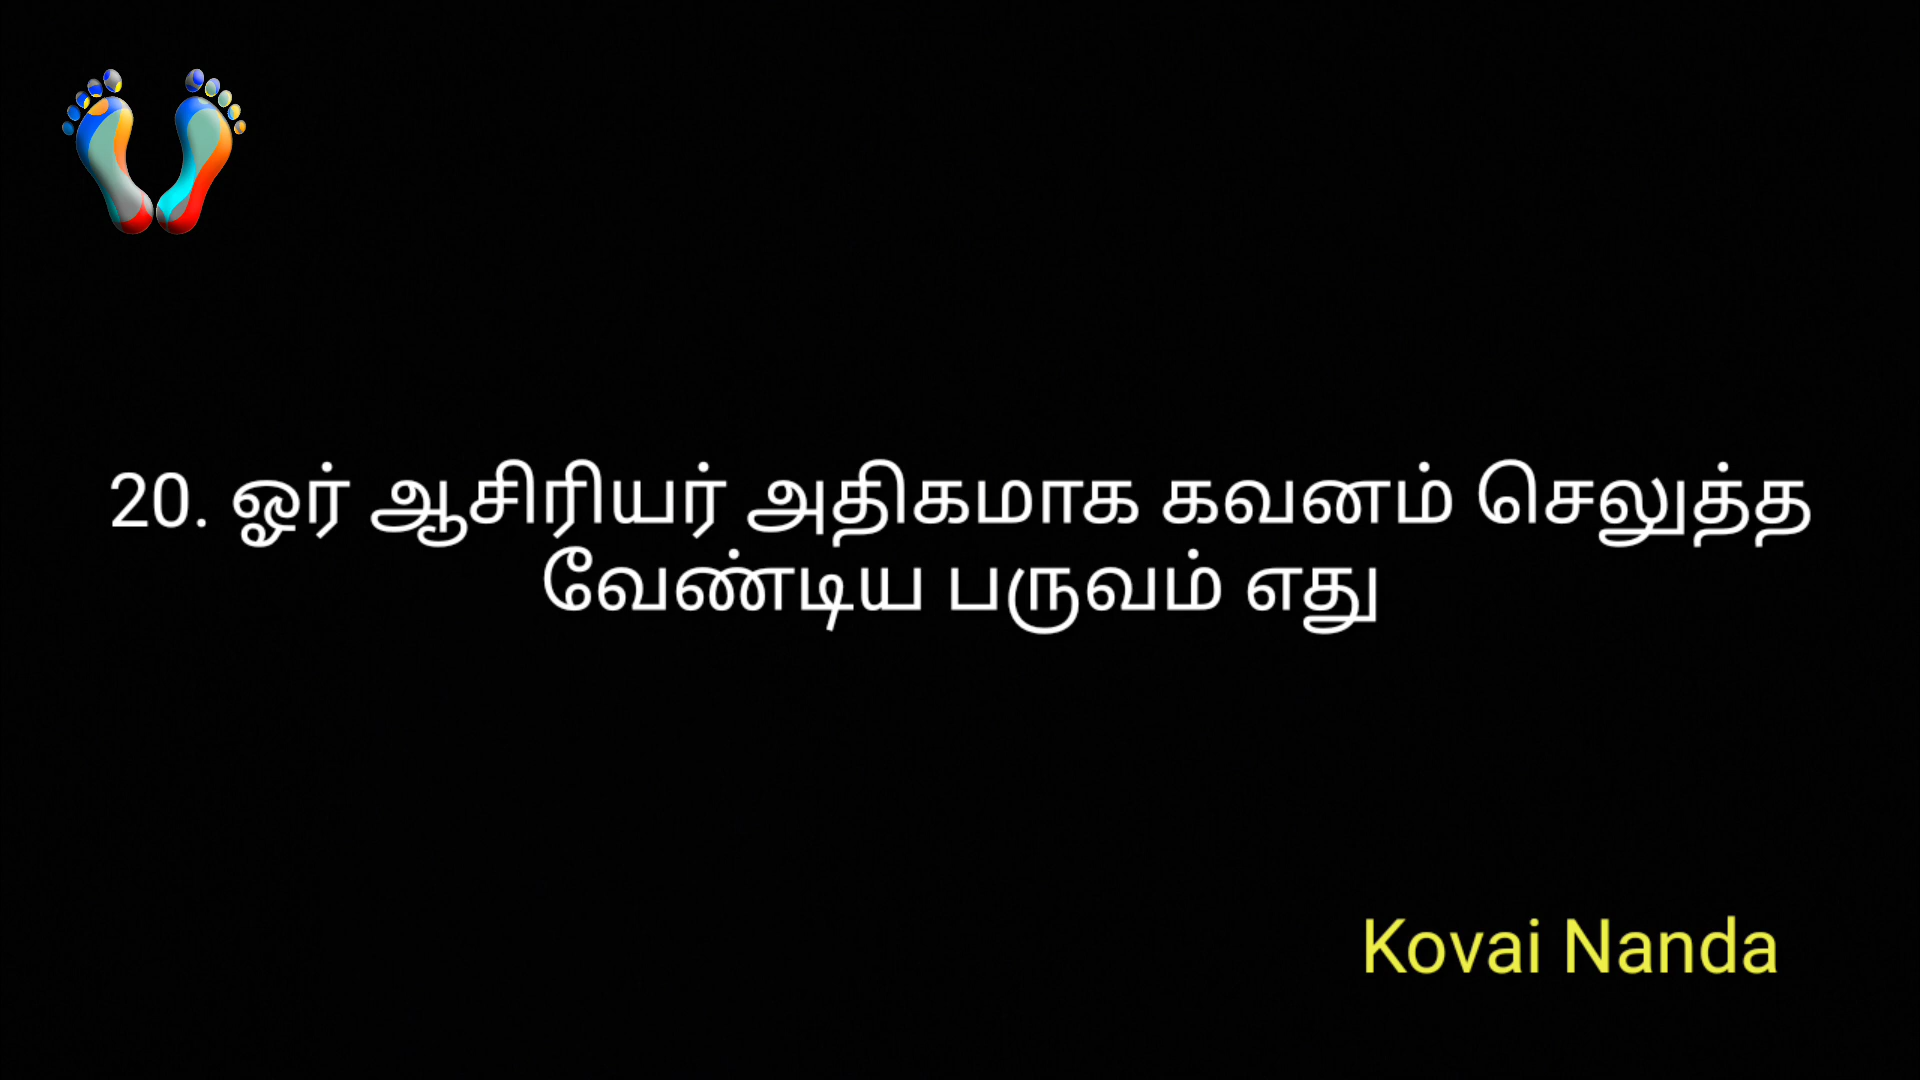 20. ஓர் ஆசிரியர் அதிகமாக கவனம் செலுத்த
வேண்டிய பருவம் எது
Kovai Nanda